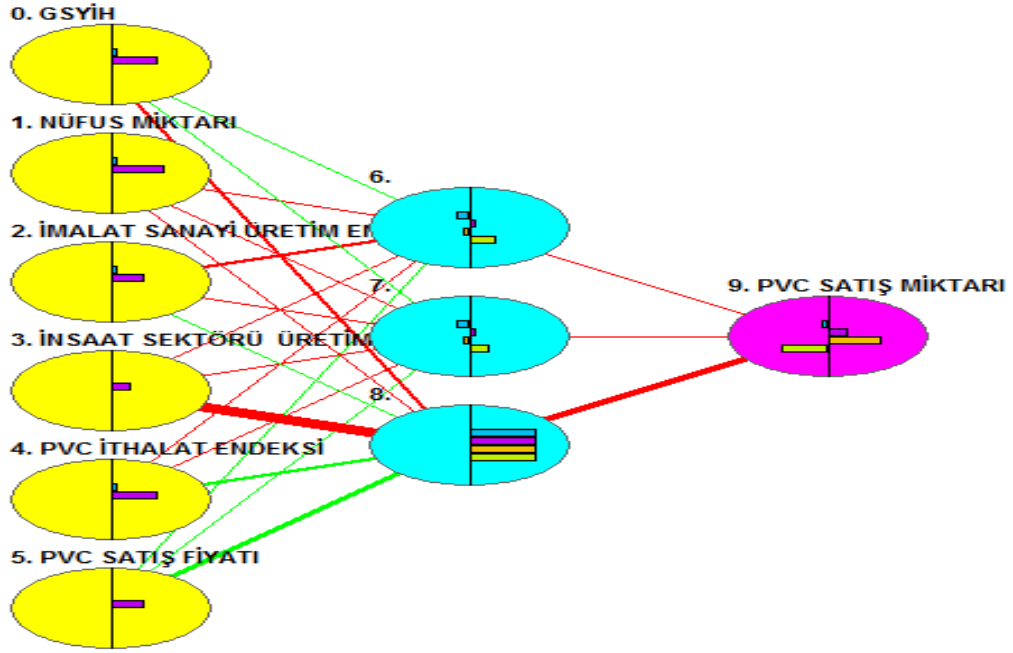 0. GSYİH
1. NÜFUS MİKTARI
6.
2. İMALAT SANAYİ ÜRETİM
7.
9. PVC SATIŞ MİKTARI
3. İNSAAT SEKTÖRÜ ÜRETİM
8.
4. PVC İTHALAT ENDEKSİ
5. PVC SATIŞ FİYATI